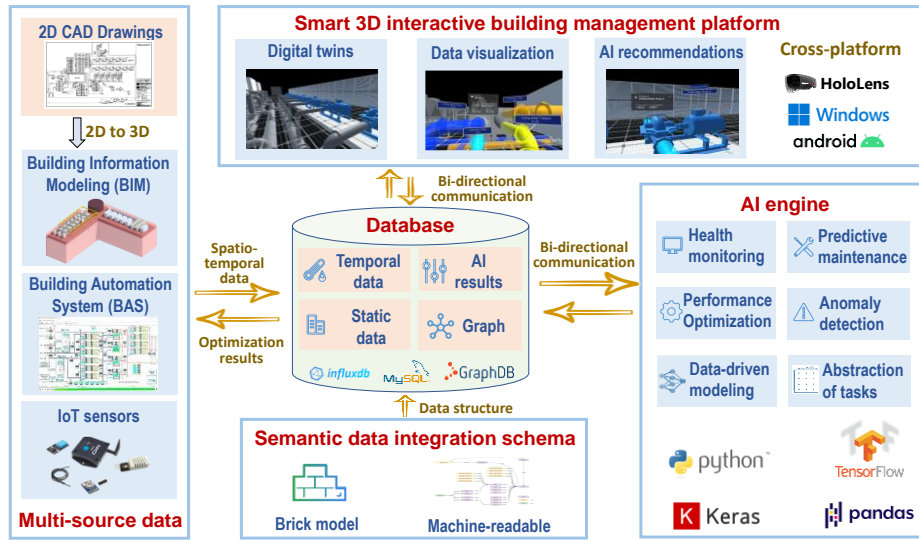 2D CAD Drawings
2D to 3D
Building Information
Modeling (BIM)
Building Automation
System (BAS)
IoT sensors
Multi-source data
Smart 3D interactive building management platform
Digital twins
Data visualization
AI recommendations
Cross-platform
HoloLens
Windows
android
Bi-directional
communication
Spatio-
temporal
data
Optimization
results
Database
Temporal
data
AI
results
Static
data
Graph
influxdb
MySQL
GraphDB
Data structure
Bi-directional
communication
Semantic data integration schema
Brick model
Machine-readable
AI engine
Health
monitoring
Predictive
maintenance
Performance
Optimization
Anomaly
detection
Data-driven
modeling
Abstraction
of tasks
python™
TensorFlow
K Keras
pandas